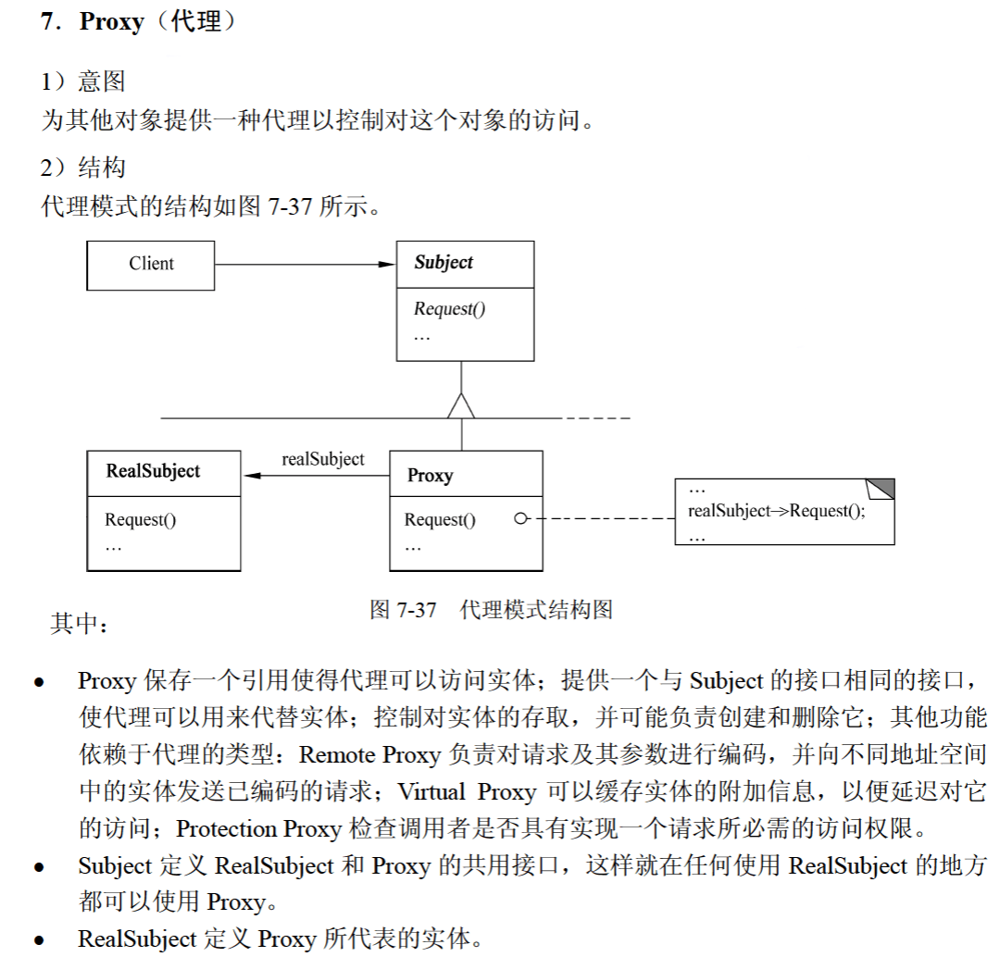 7．Proxy（代理）
1）意图
为其他对象提供一种代理以控制对这个对象的访问。
2）结构
代理模式的结构如图 7-37 所示。
Client
Subject
Request()
…
RealSubject
Request()
…
realSubject
Proxy
Request()
…
…
realSubject->Request();
…
图 7-37　代理模式结构图
其中：
● Proxy 保存一个引用使得代理可以访问实体；提供一个与 Subject 的接口相同的接口，
使代理可以用来代替实体；控制对实体的存取，并可能负责创建和删除它；其他功能
依赖于代理的类型：Remote Proxy 负责对请求及其参数进行编码，并向不同地址空间
中的实体发送已编码的请求；Virtual Proxy 可以缓存实体的附加信息，以便延迟对它
的访问；Protection Proxy 检查调用者是否具有实现一个请求所必需的访问权限。
● Subject 定义 RealSubject 和 Proxy 的共用接口，这样就在任何使用 RealSubject 的地方
都可以使用 Proxy。
● RealSubject 定义 Proxy 所代表的实体。